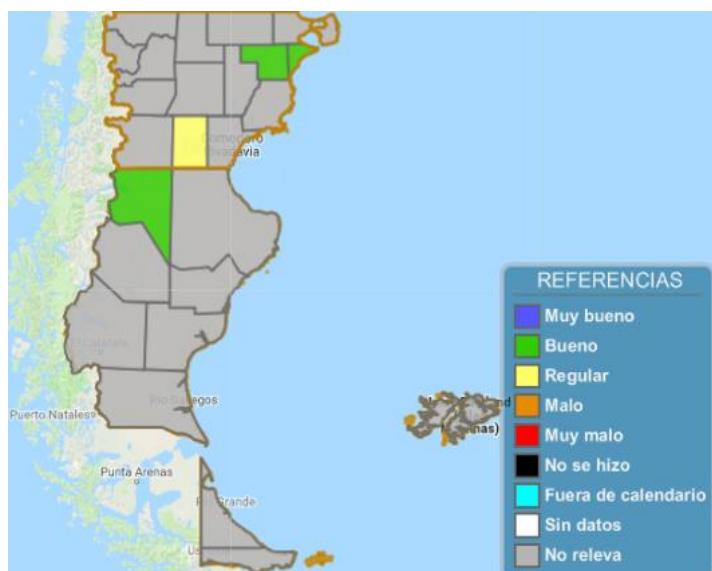 Comodoro
Rivadavia
El Calafate
Río Gallegos
Puerto Natales
Punta Arenas
Río Grande
nas)
REFERENCIAS
Muy bueno
Bueno
Regular
Malo
Muy malo
No se hizo
Fuera de calendario
Sin datos
No releva